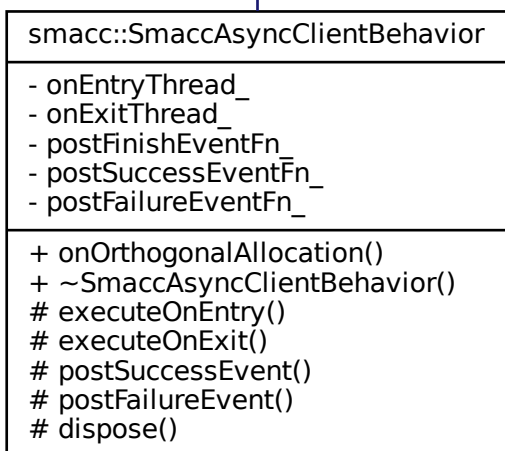 smacc::SmaccAsyncClientBehavior
- onEntryThread_
- onExitThread_
- postFinishEventFn_
- postSuccessEventFn_
- postFailureEventFn_
+ onOrthogonalAllocation()
+ ~SmaccAsyncClientBehavior()
# executeOnEntry()
# executeOnExit()
# postSuccessEvent()
# postFailureEvent()
# dispose()